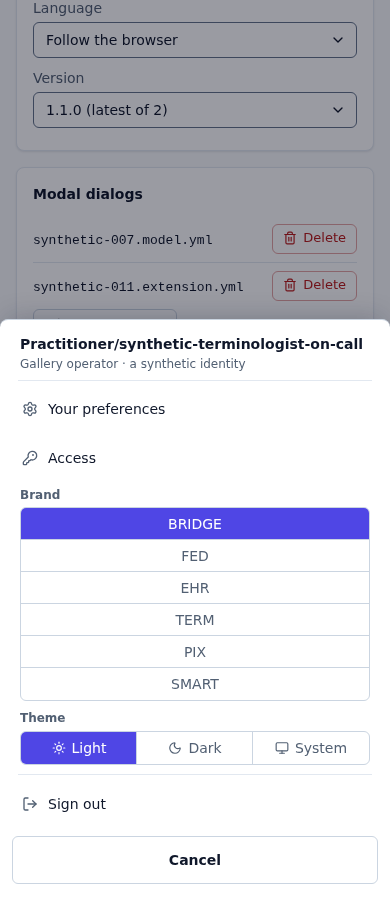 Language
Follow the browser
Version
1.1.0 (latest of 2)
Modal dialogs
synthetic-007.model.yml
Delete
synthetic-011.extension.yml
Delete
Practitioner/synthetic-terminologist-on-call
Gallery operator · a synthetic identity
Your preferences
Access
Brand
BRIDGE
FED
EHR
TERM
PIX
SMART
Theme
Light
Dark
System
Sign out
Cancel